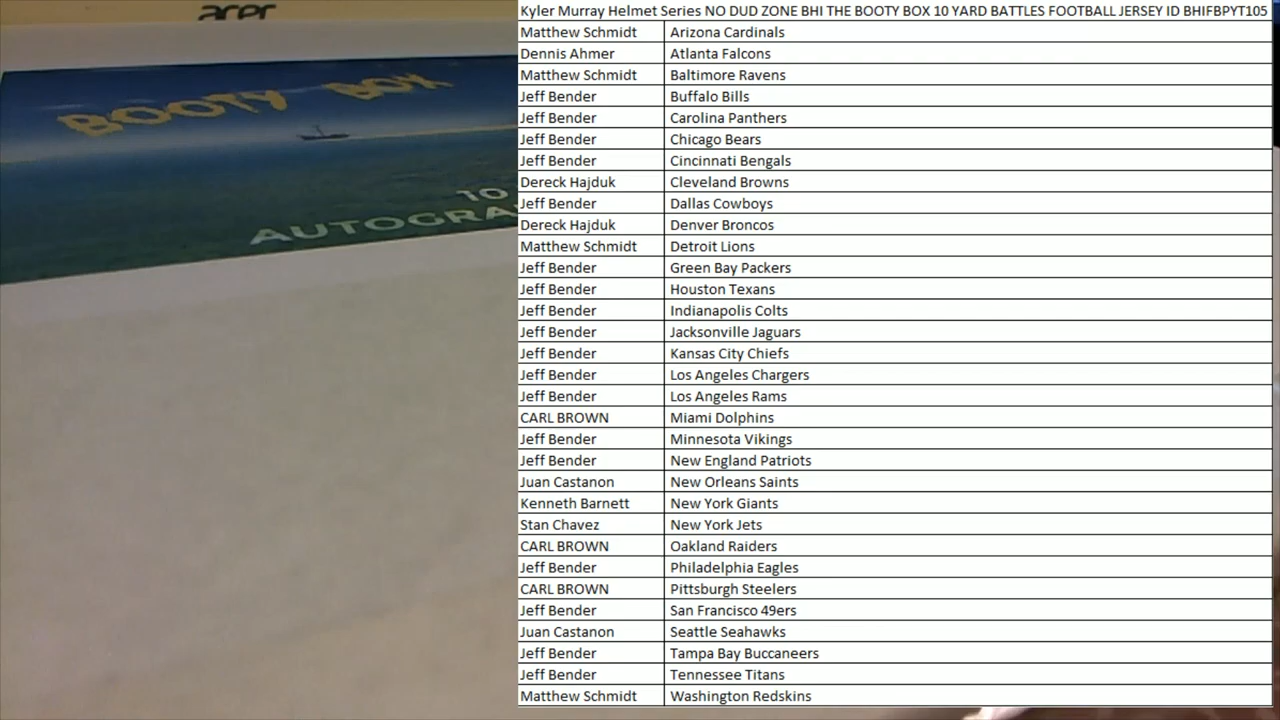 acer
BOOTY BOX
10
AUTOGRA
Kyler Murray Helmet Series NO DUD ZONE BHI THE BOOTY BOX 10 YARD BATTLES FOOTBALL JERSEY ID BHIFBPYT105
Matthew Schmidt Arizona Cardinals
Dennis Ahmer Atlanta Falcons
Matthew Schmidt Baltimore Ravens
Jeff Bender Buffalo Bills
Jeff Bender Carolina Panthers
Jeff Bender Chicago Bears
Jeff Bender Cincinnati Bengals
Dereck Hajduk Cleveland Browns
Jeff Bender Dallas Cowboys
Dereck Hajduk Denver Broncos
Matthew Schmidt Detroit Lions
Jeff Bender Green Bay Packers
Jeff Bender Houston Texans
Jeff Bender Indianapolis Colts
Jeff Bender Jacksonville Jaguars
Jeff Bender Kansas City Chiefs
Jeff Bender Los Angeles Chargers
Jeff Bender Los Angeles Rams
CARL BROWN Miami Dolphins
Jeff Bender Minnesota Vikings
Jeff Bender New England Patriots
Juan Castanon New Orleans Saints
Kenneth Barnett New York Giants
Stan Chavez New York Jets
CARL BROWN Oakland Raiders
Jeff Bender Philadelphia Eagles
CARL BROWN Pittsburgh Steelers
Jeff Bender San Francisco 49ers
Juan Castanon Seattle Seahawks
Jeff Bender Tampa Bay Buccaneers
Jeff Bender Tennessee Titans
Matthew Schmidt Washington Redskins